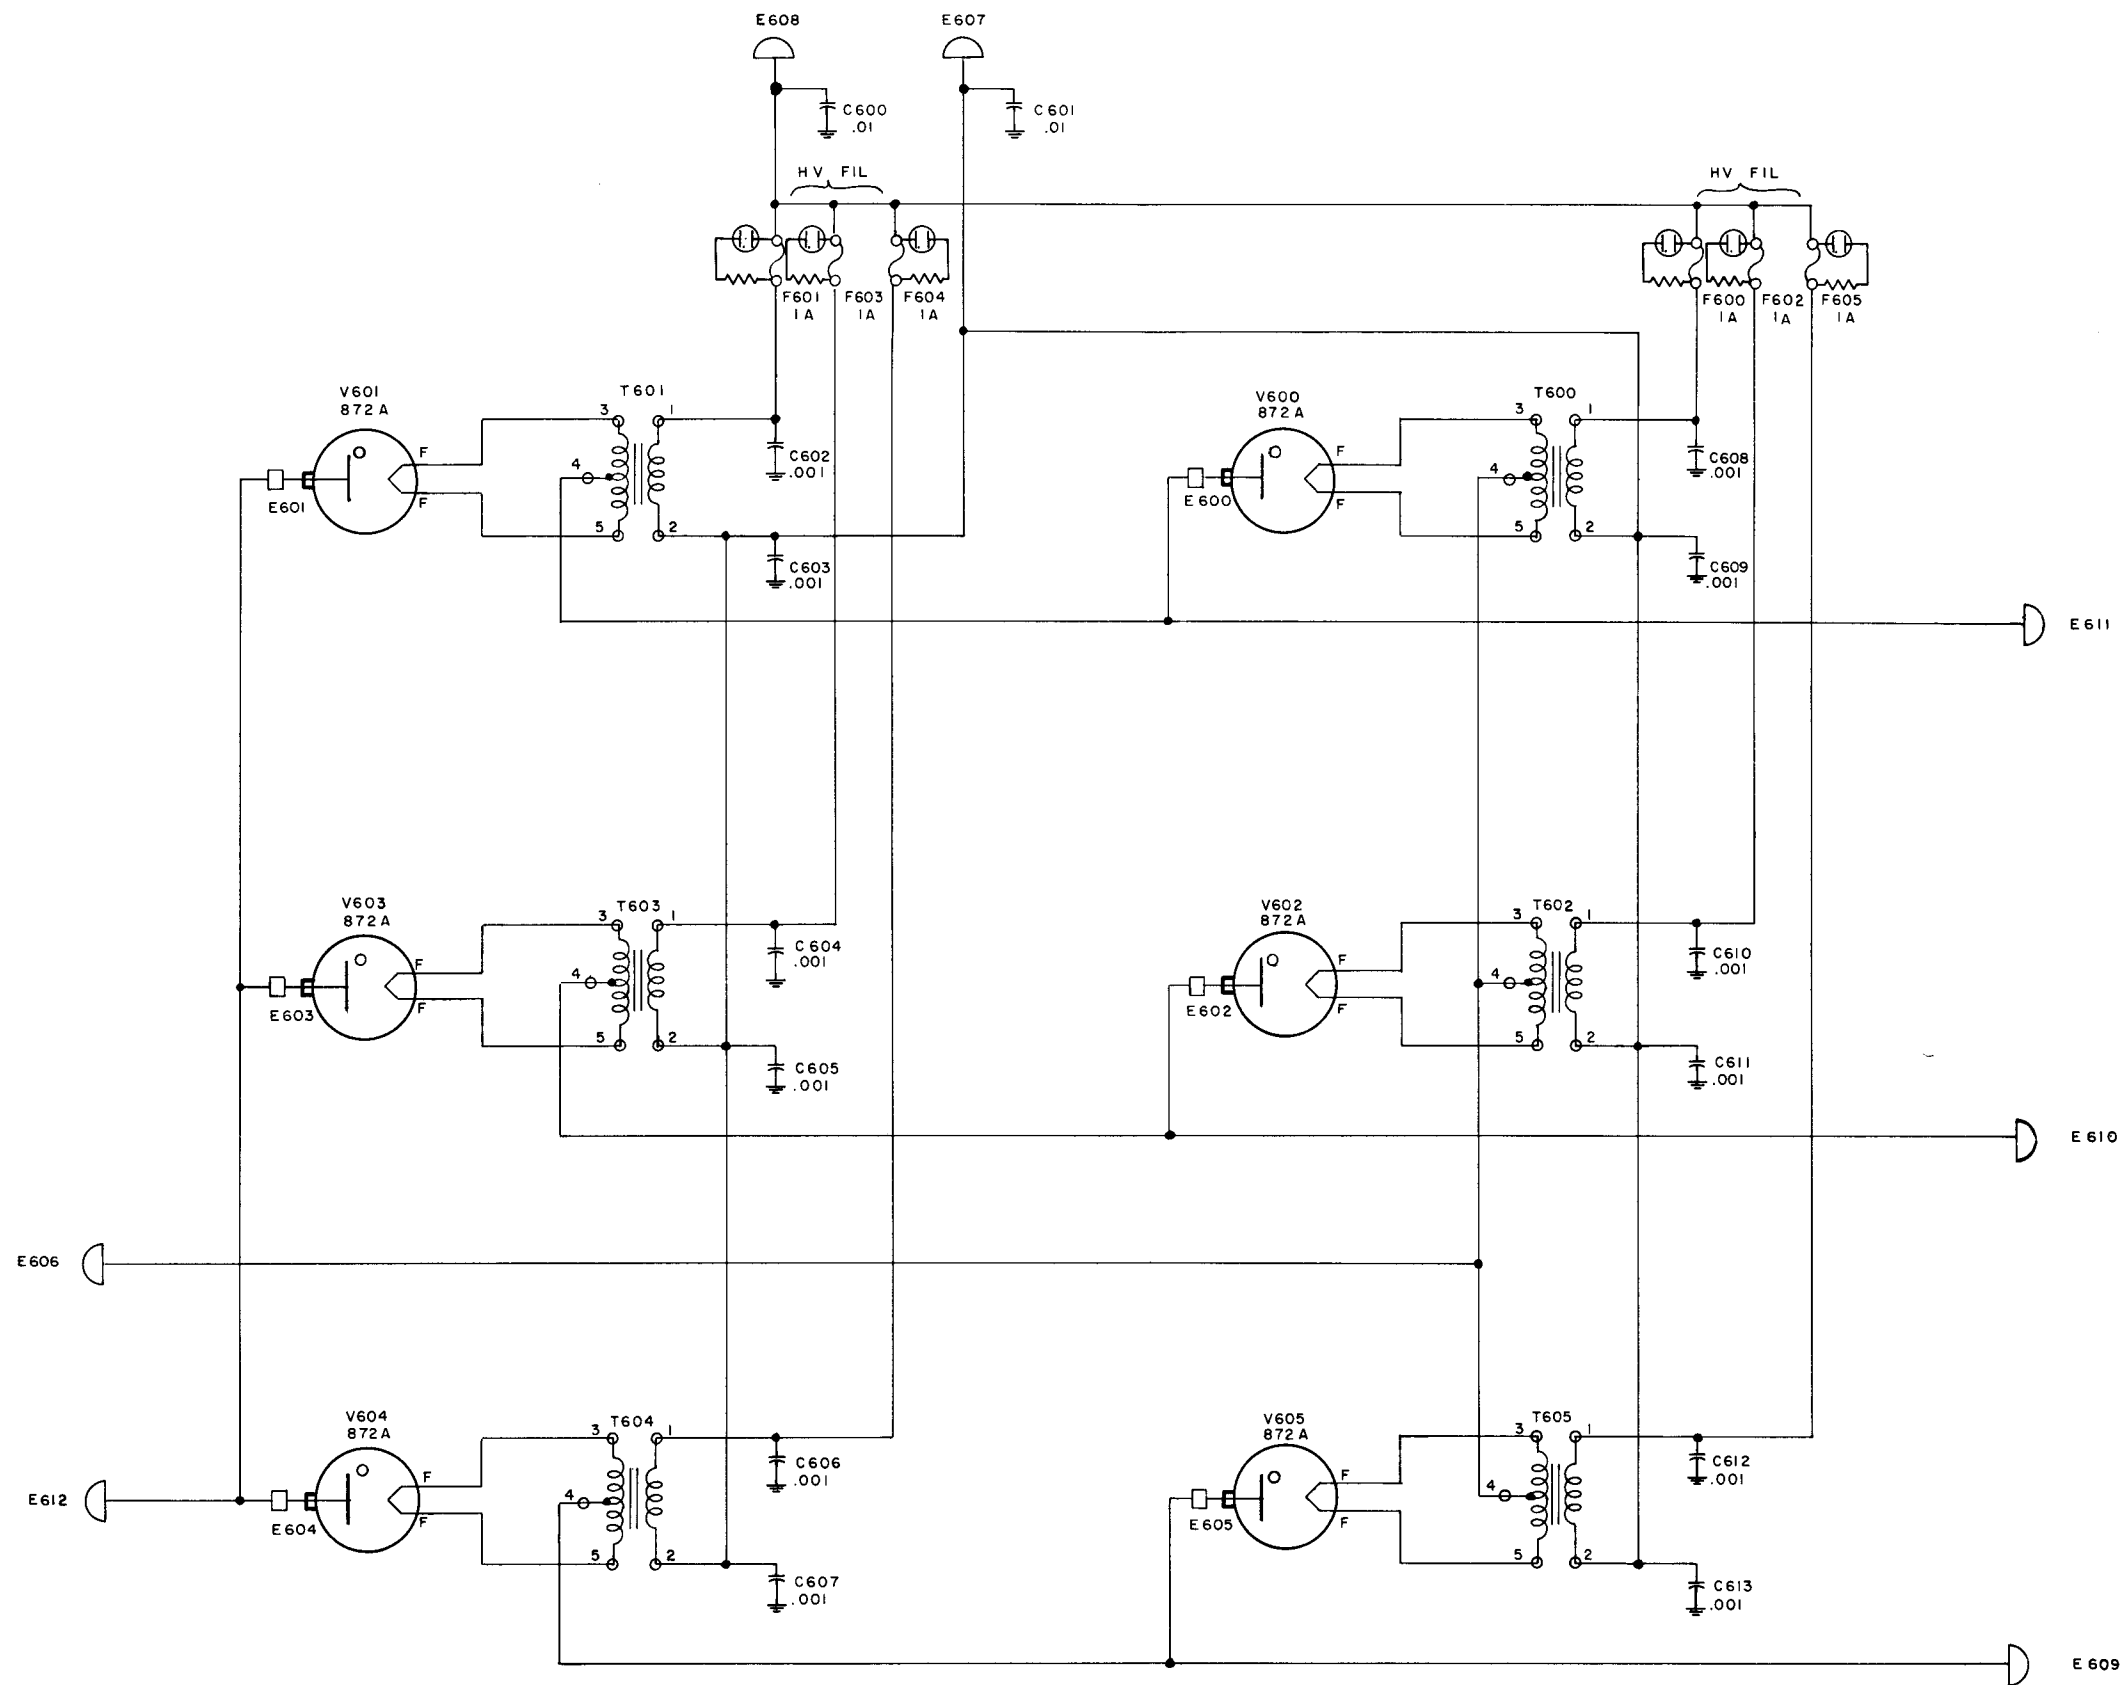 E608
E607
C600
.01
C601
.01
HV FIL
HV FIL
F601
1A
F603
1A
F604
1A
F600
1A
F602
1A
F605
1A
V601
872A
F
F
E601
T601
3
4
5
1
2
C602
.001
C603
.001
V600
872A
F
F
E600
T600
3
4
5
1
2
C608
.001
C609
.001
E611
V603
872A
F
F
E603
T603
3
4
5
1
2
C604
.001
C605
.001
V602
872A
F
F
E602
T602
3
4
5
1
2
C610
.001
C611
.001
E610
E606
V604
872A
F
F
E604
E612
T604
3
4
5
1
2
C606
.001
C607
.001
V605
872A
F
F
E605
T605
3
4
5
1
2
C612
.001
C613
.001
E609